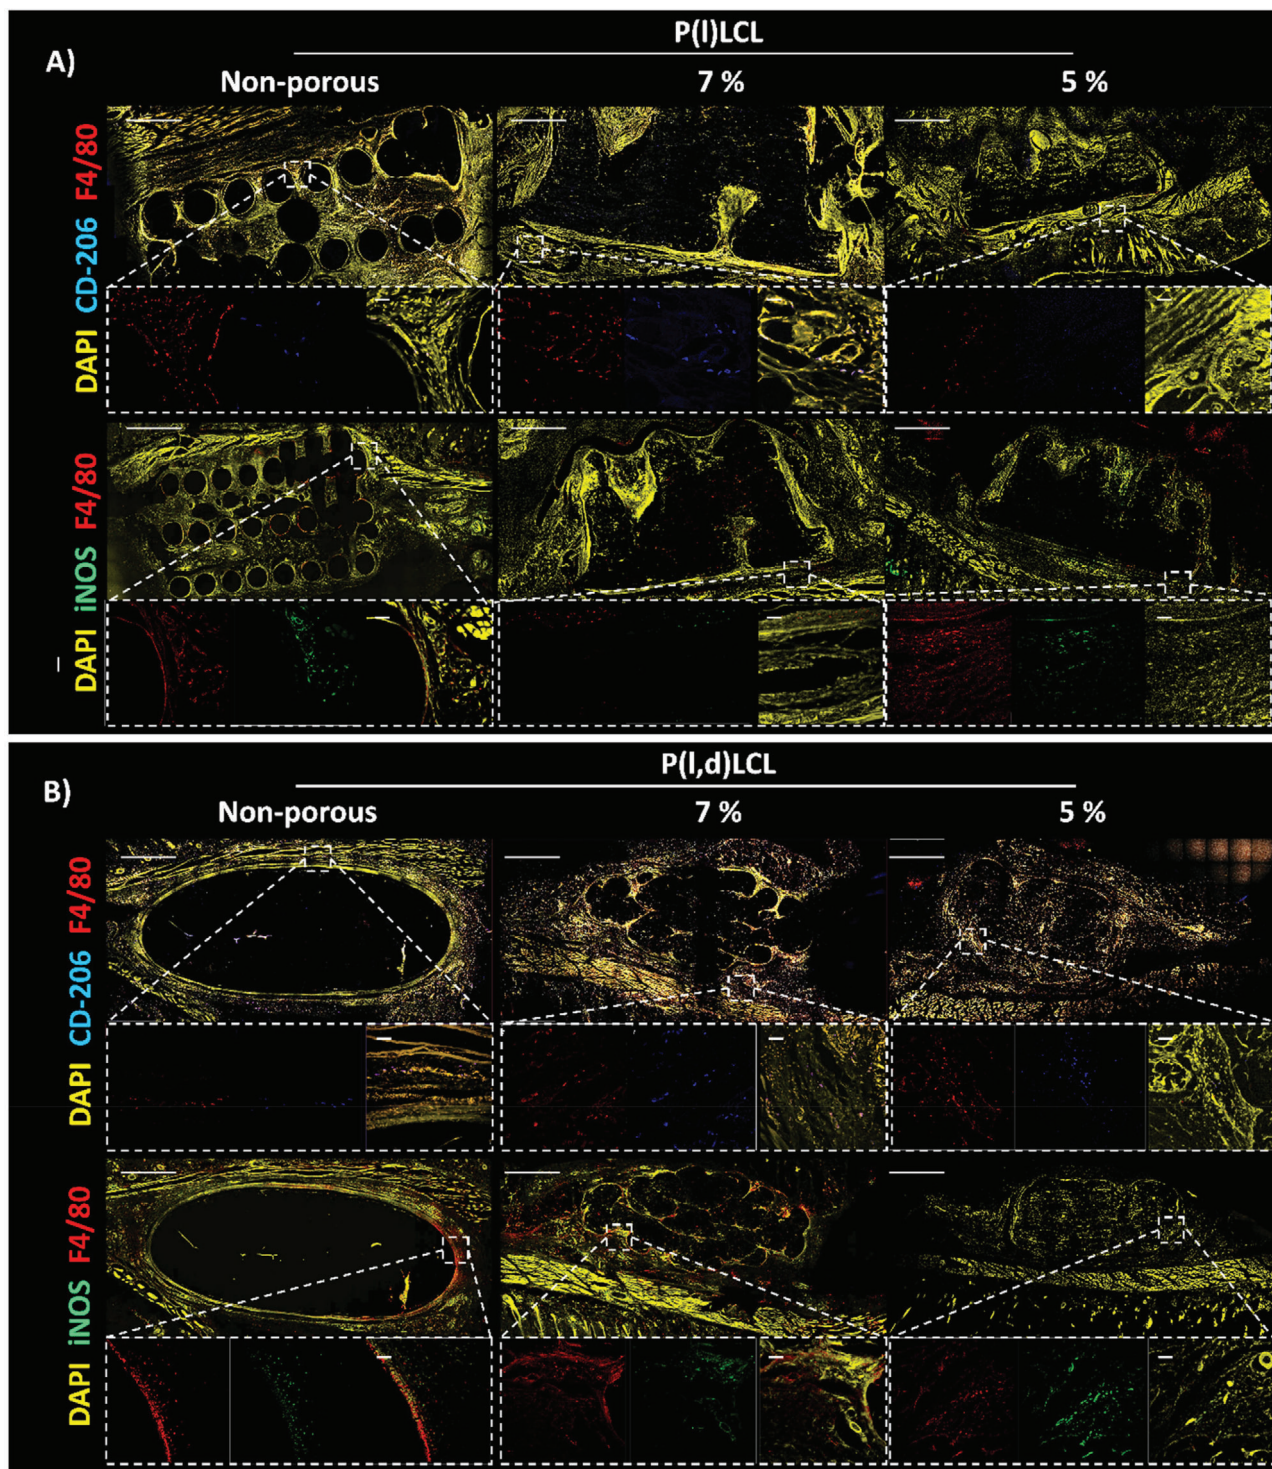 A)
P(l)LCL
Non-porous 7 % 5 %
DAPI CD-206 F4/80
DAPI iNOS F4/80
B)
P(l,d)LCL
Non-porous 7 % 5 %
DAPI CD-206 F4/80
DAPI iNOS F4/80